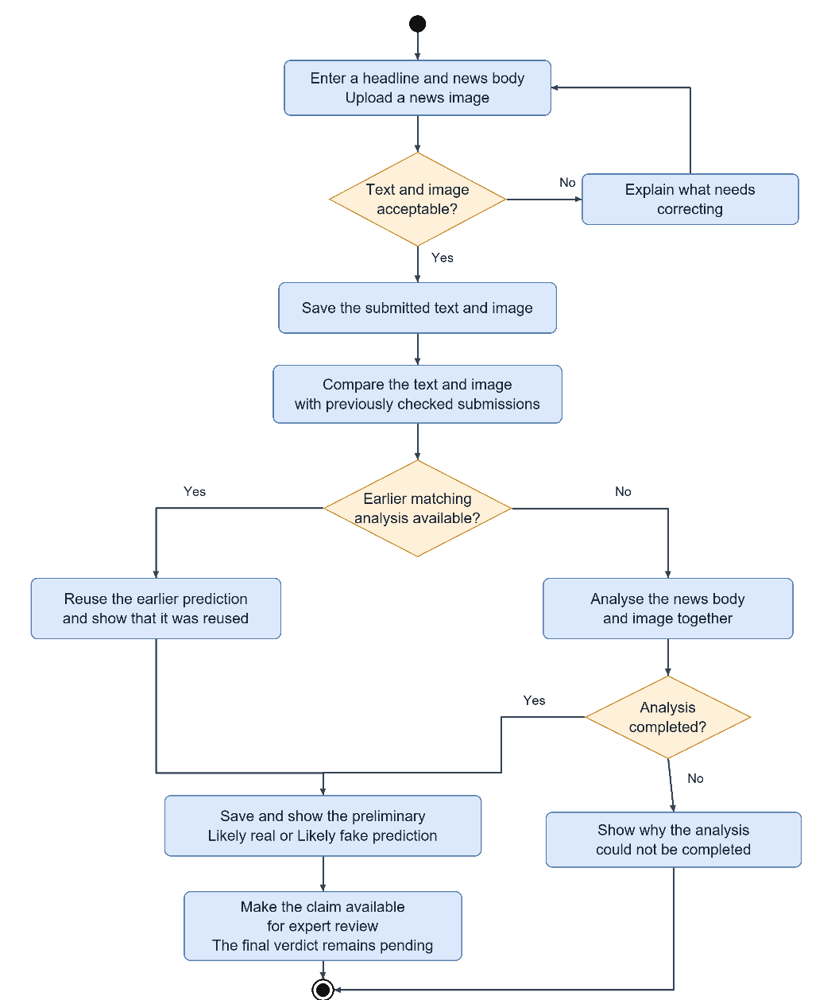 Enter a headline and news body
Upload a news image
Text and image
acceptable?
No
Explain what needs
correcting
Yes
Save the submitted text and image
Compare the text and image
with previously checked submissions
Earlier matching
analysis available?
Yes
No
Reuse the earlier prediction
and show that it was reused
Analyse the news body
and image together
Analysis
completed?
Yes
No
Save and show the preliminary
Likely real or Likely fake prediction
Show why the analysis
could not be completed
Make the claim available
for expert review
The final verdict remains pending